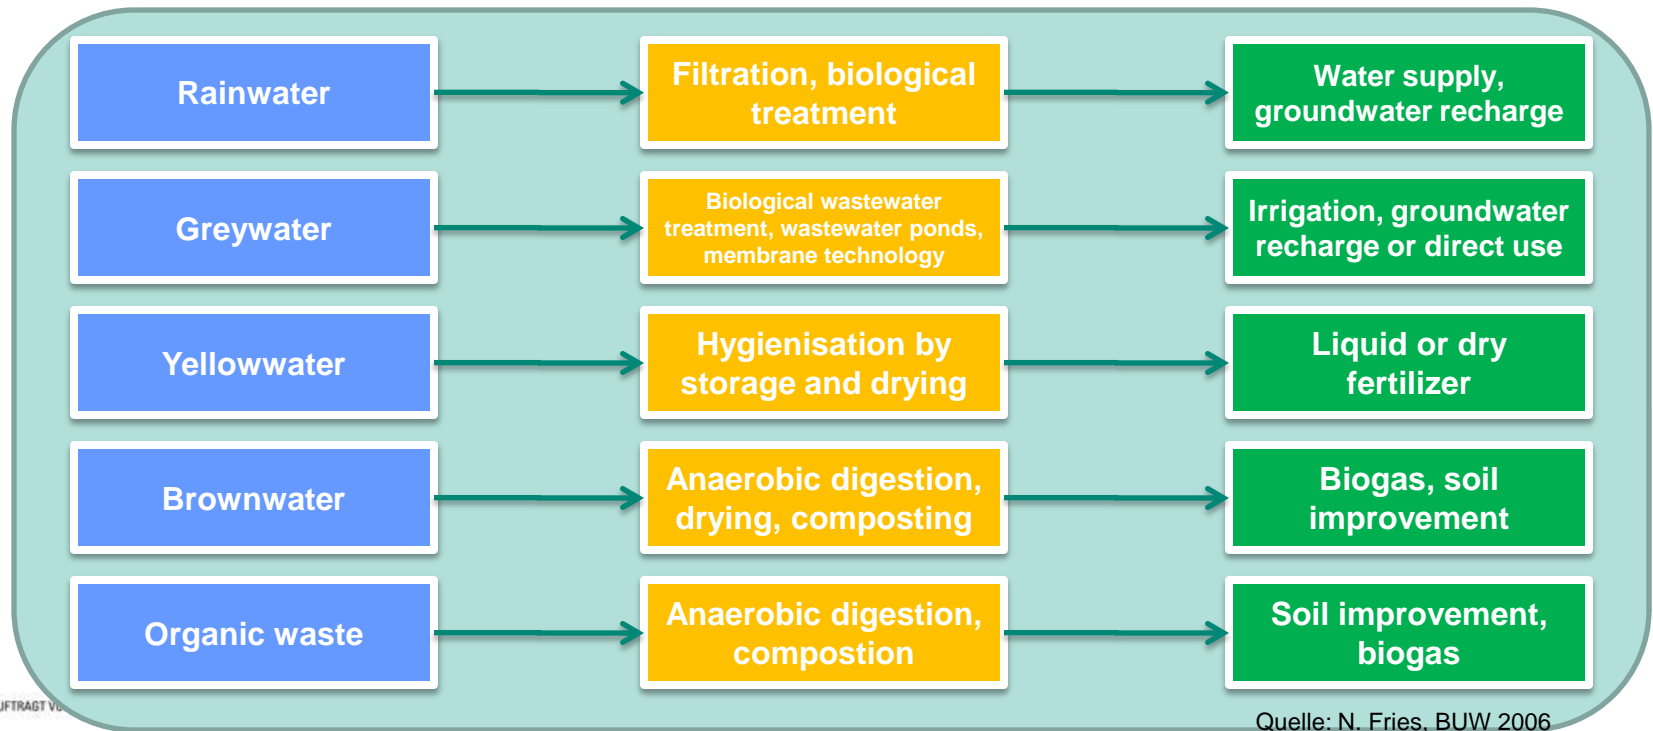 Rainwater
Filtration, biological
treatment
Water supply,
groundwater recharge
Greywater
Biological wastewater
treatment, wastewater ponds,
membrane technology
Irrigation, groundwater
recharge or direct use
Yellowwater
Hygienisation by
storage and drying
Liquid or dry
fertilizer
Brownwater
Anaerobic digestion,
drying, composting
Biogas, soil
improvement
Organic waste
Anaerobic digestion,
compostion
Soil improvement,
biogas
Quelle: N. Fries, BUW 2006